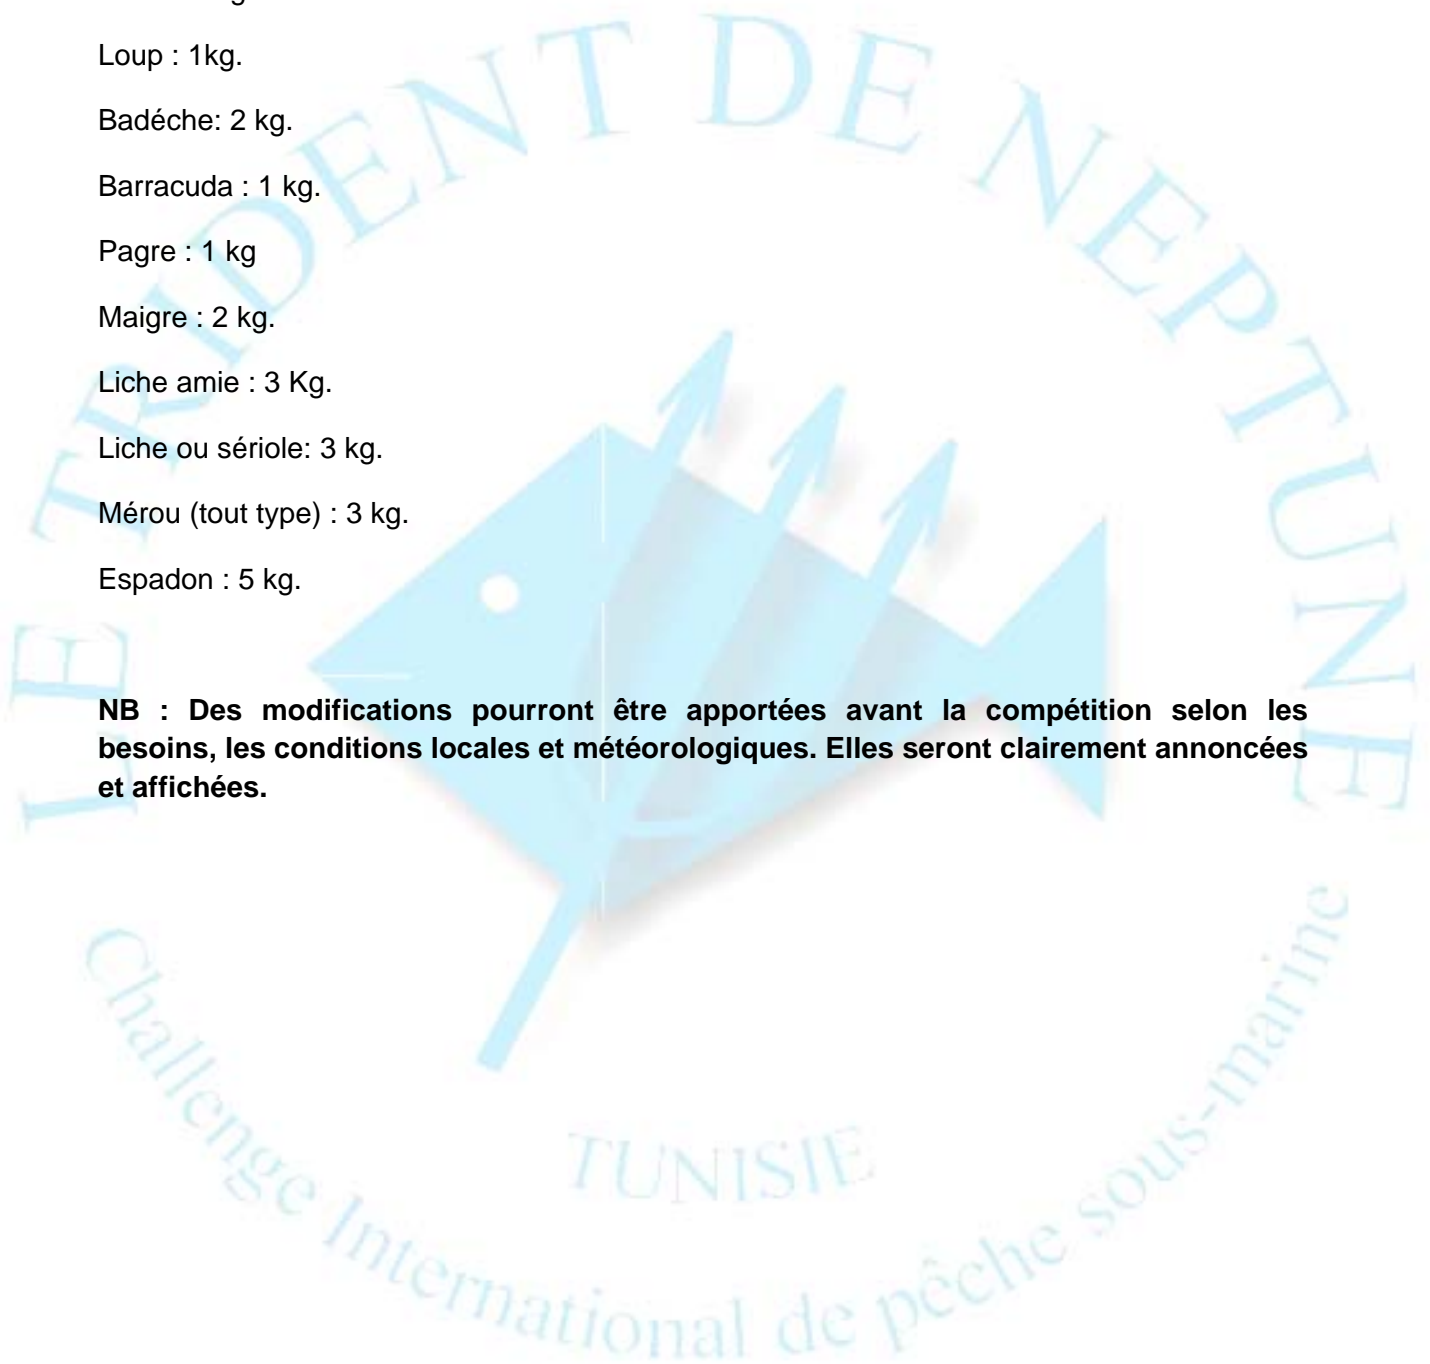 Loup : 1kg.
Badéche: 2 kg.
Barracuda : 1 kg.
Pagre : 1 kg
Maigre : 2 kg.
Liche amie : 3 Kg.
Liche ou sériole: 3 kg.
Mérou (tout type) : 3 kg.
Espadon : 5 kg.
NB : Des modifications pourront être apportées avant la compétition selon les
besoins, les conditions locales et météorologiques. Elles seront clairement annoncées
et affichées.
LE TRIDENT DE NEPTUNE
TUNISIE
Challenge International de pêche sous-marine